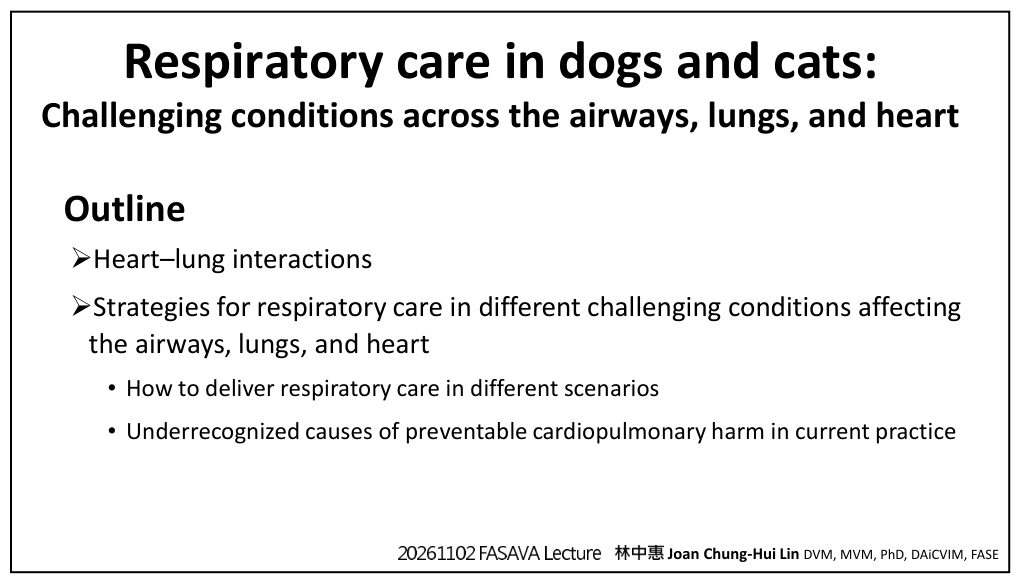 Respiratory care in dogs and cats:
Challenging conditions across the airways, lungs, and heart
Outline
➢Heart–lung interactions
➢Strategies for respiratory care in different challenging conditions affecting
the airways, lungs, and heart
• How to deliver respiratory care in different scenarios
• Underrecognized causes of preventable cardiopulmonary harm in current practice
20261102 FASAVA Lecture 林中惠 Joan Chung-Hui Lin DVM, MVM, PhD, DAiCVIM, FASE